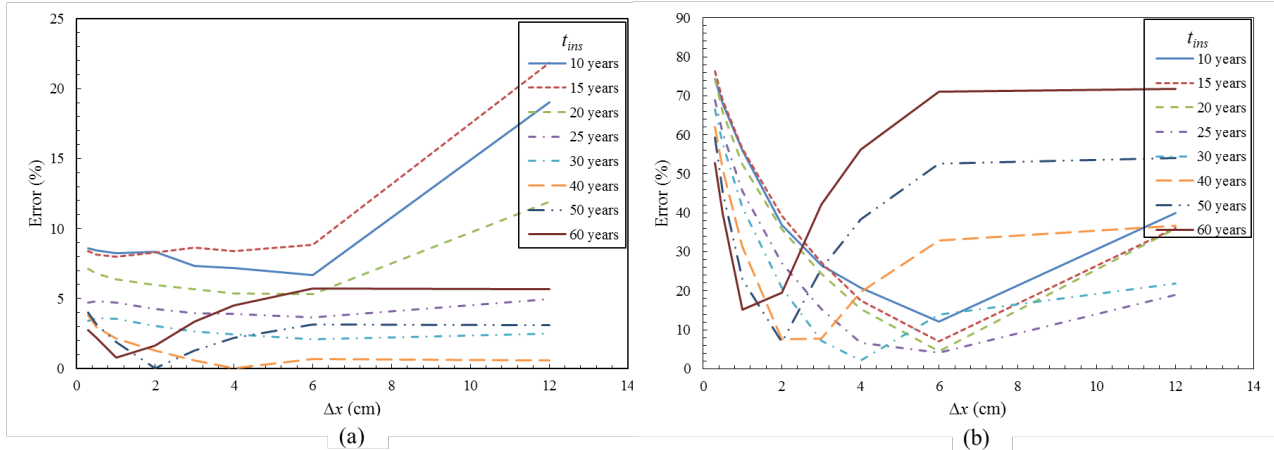 25
20
15
10
5
0
0
2
4
6
8
10
12
14
Error (%)
Δx (cm)
t_ins
10 years
15 years
20 years
25 years
30 years
40 years
50 years
60 years
(a)
90
80
70
60
50
40
30
20
10
0
0
2
4
6
8
10
12
14
Error (%)
Δx (cm)
t_ins
10 years
15 years
20 years
25 years
30 years
40 years
50 years
60 years
(b)